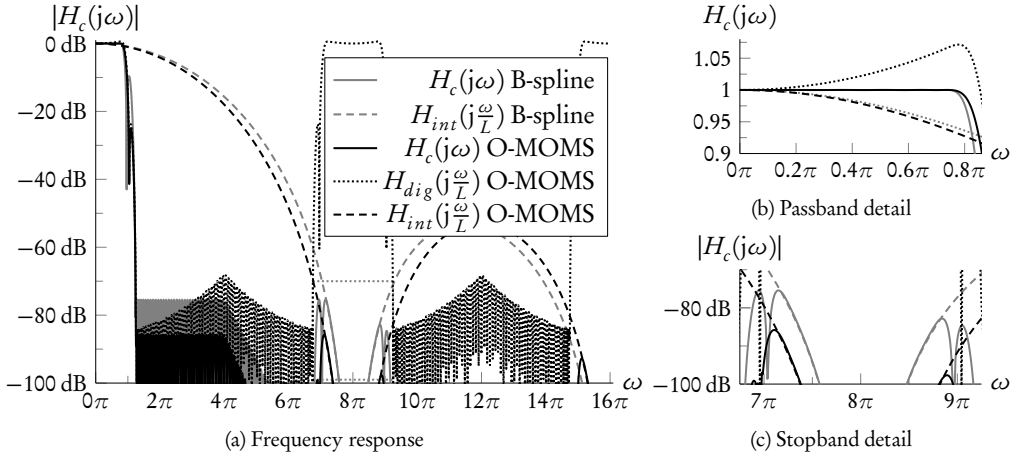 |H_c(jω)|
0 dB
−20 dB
−40 dB
−60 dB
−80 dB
−100 dB
0π 2π 4π 6π 8π 10π 12π 14π 16π
ω
H_c(jω) B-spline
H_int(j ω/L) B-spline
H_c(jω) O-MOMS
H_dig(j ω/L) O-MOMS
H_int(j ω/L) O-MOMS
(a) Frequency response
H_c(jω)
1.05
1
0.95
0.9
0π 0.2π 0.4π 0.6π 0.8π
ω
(b) Passband detail
|H_c(jω)|
−80 dB
−100 dB
7π 8π 9π
ω
(c) Stopband detail